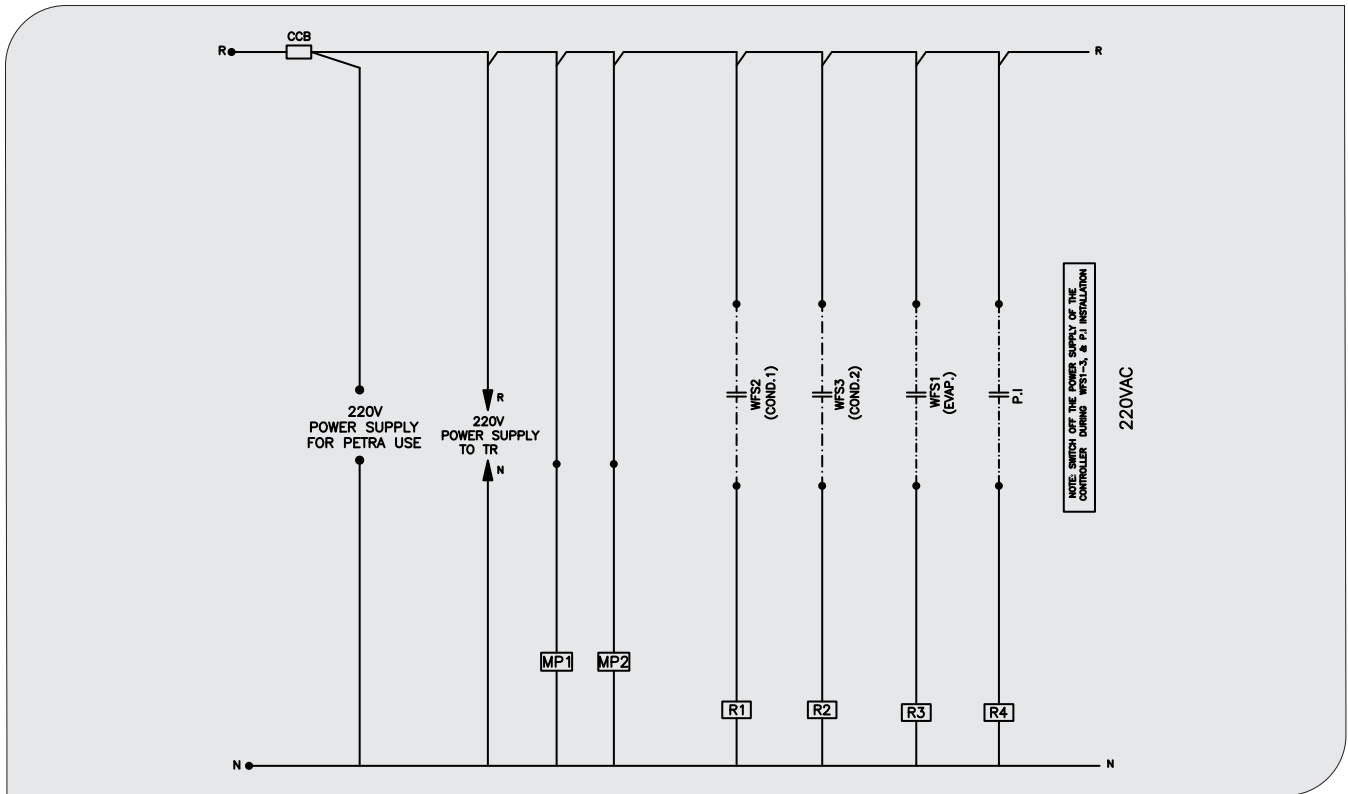 CCB
R
R
220V
POWER SUPPLY
FOR PETRA USE
R
220V
POWER SUPPLY
TO TR
N
MP1
MP2
WFS2
(COND.1)
WFS3
(COND.2)
WFS1
(EVAP.)
P.I
R1
R2
R3
R4
NOTE: SWITCH OFF THE POWER SUPPLY OF THE
CONTROLLER DURING WFS1-3, & P.I INSTALLATION
220VAC
N
N